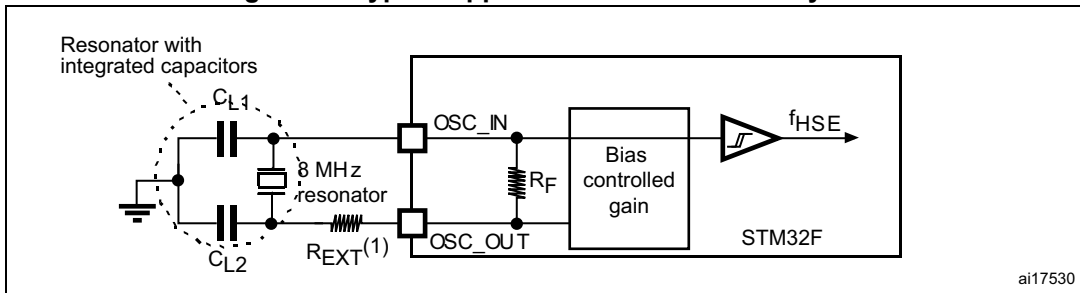 Resonator with
integrated capacitors
CL1
OSC_IN
fHSE
8 MHz
resonator
RF
Bias
controlled
gain
REXT(1)
OSC_OUT
STM32F
CL2
ai17530